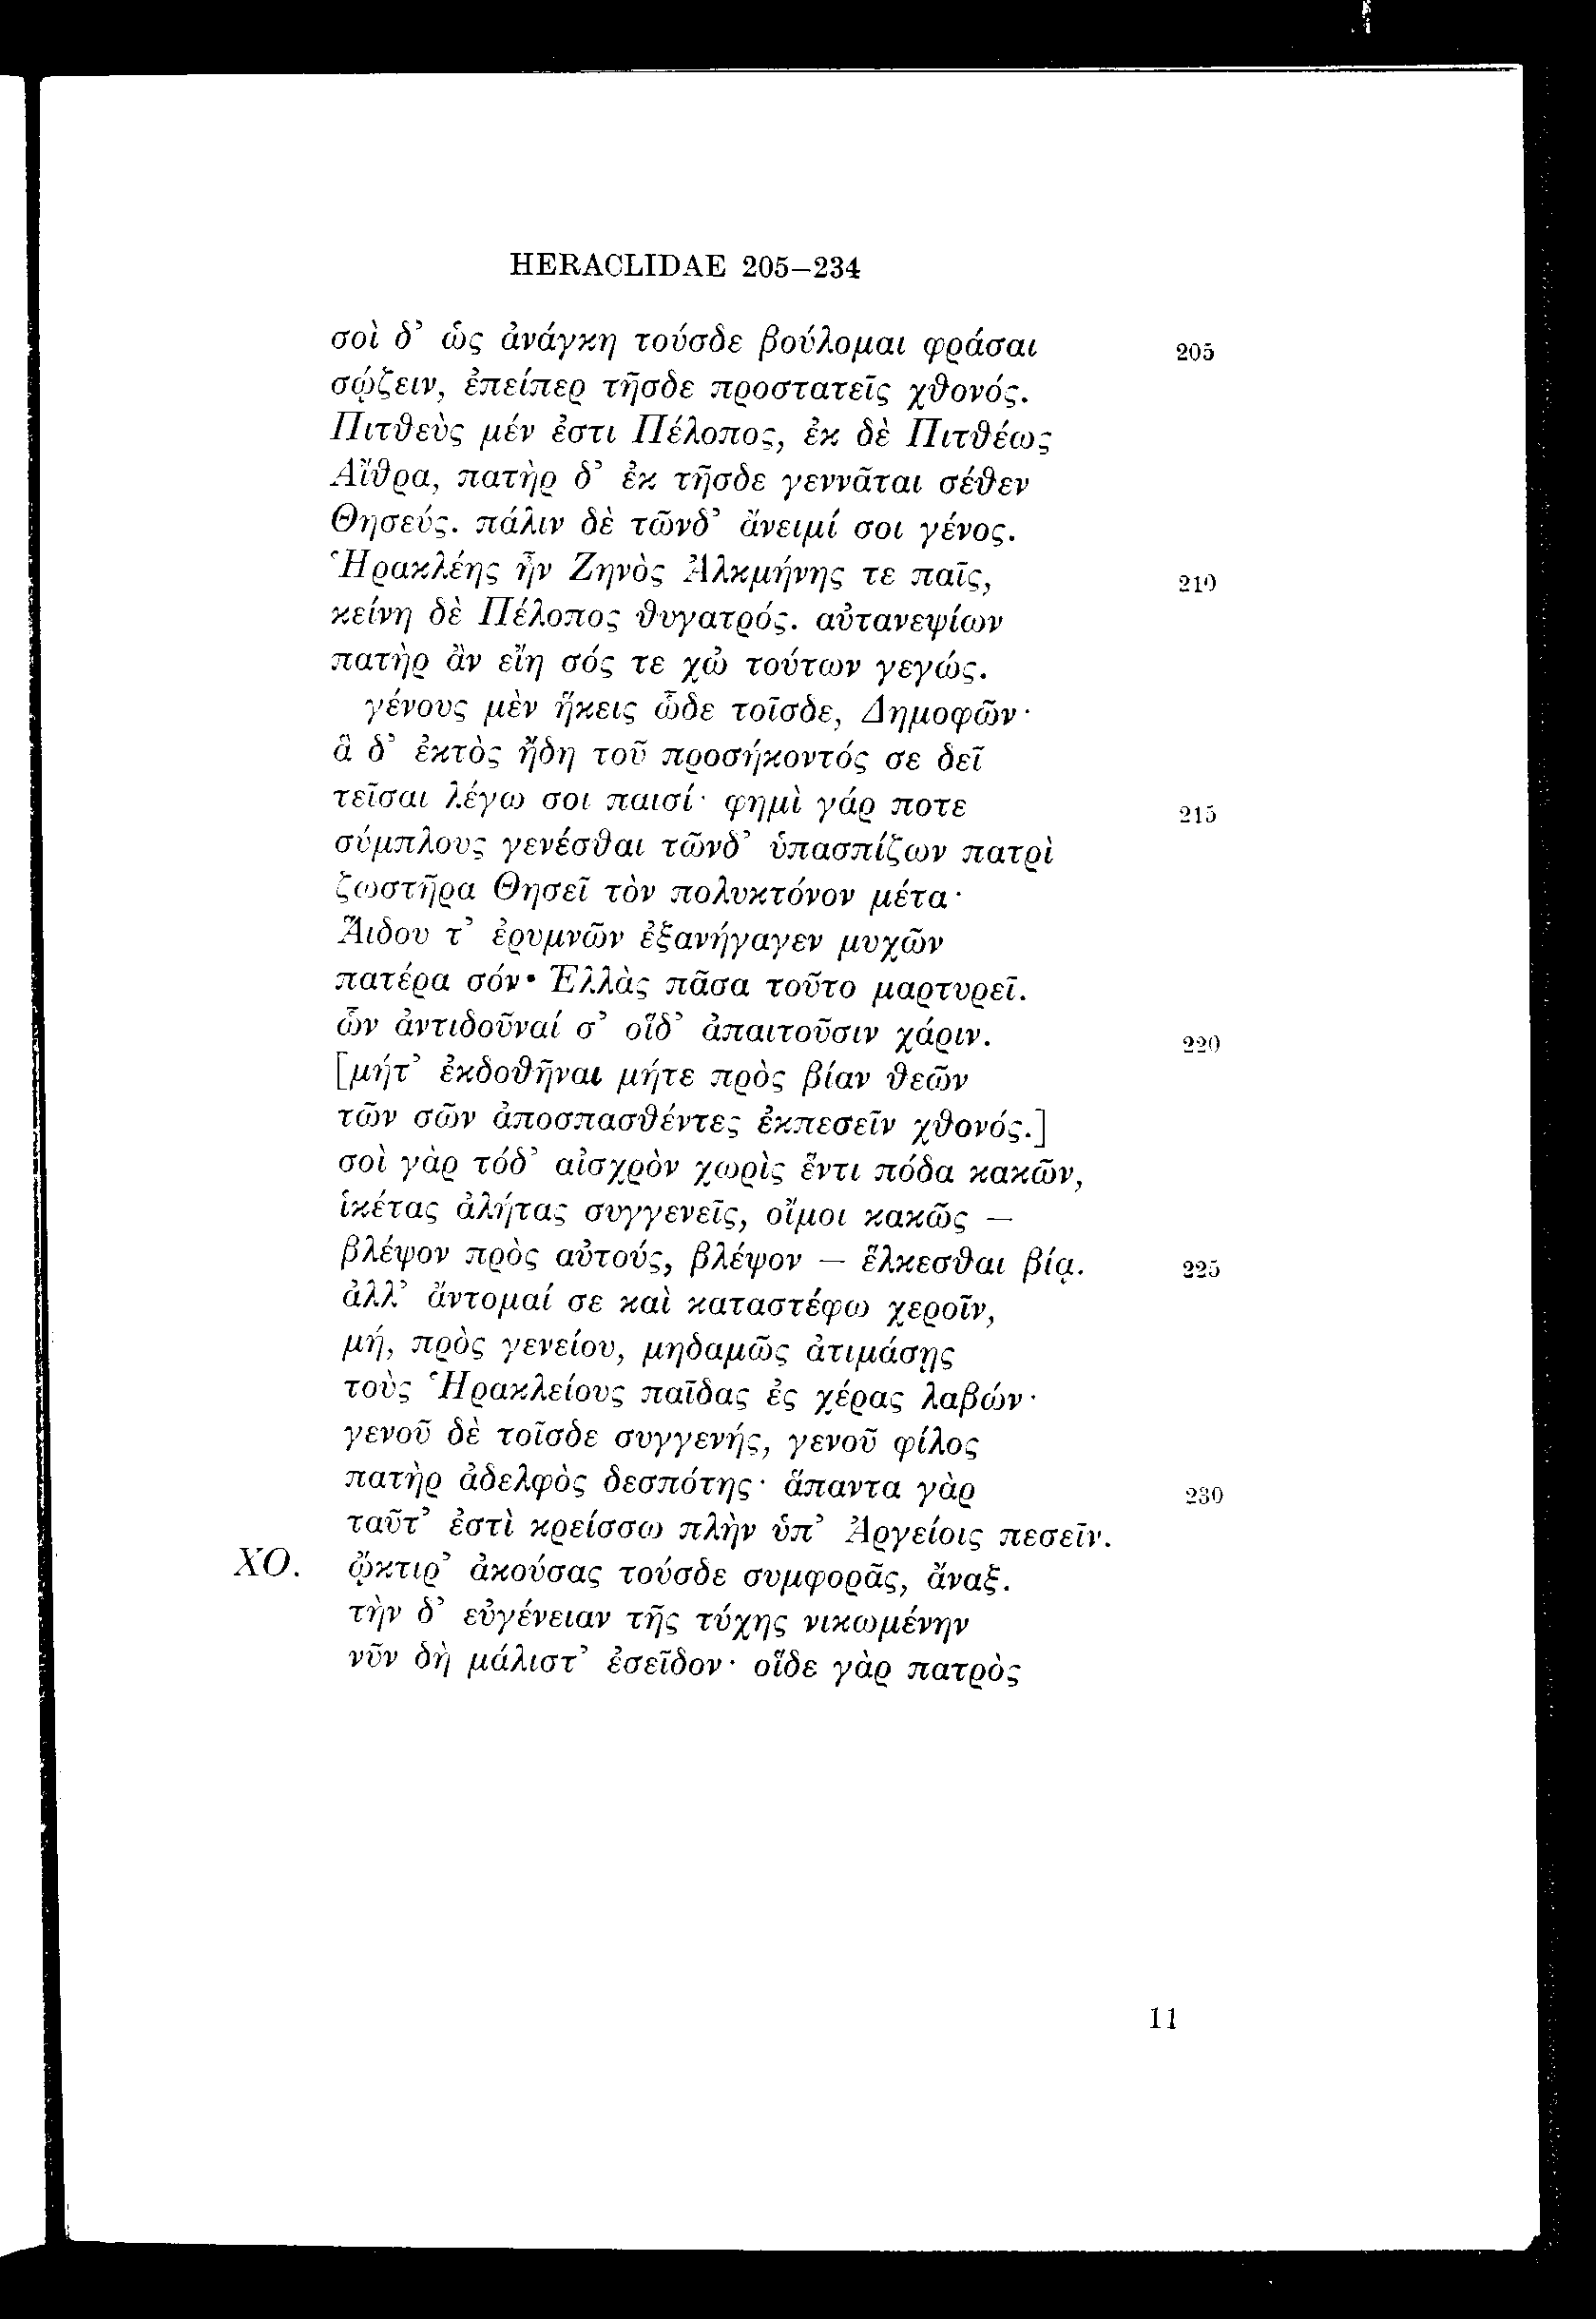 HERACLIDAE 205–234
σοὶ δ' ὡς ἀνάγκη τούσδε βούλομαι φράσαι 205
σῴζειν, ἐπείπερ τῆσδε προστατεῖς χθονός.
Πιτθεὺς μέν ἐστι Πέλοπος, ἐκ δὲ Πιτθέως
Αἴθρα, πατὴρ δ' ἐκ τῆσδε γεννᾶται σέθεν
Θησεύς. πάλιν δὲ τῶνδ' ἄνειμί σοι γένος.
Ἡρακλέης ἦν Ζηνὸς Ἀλκμήνης τε παῖς, 210
κείνη δὲ Πέλοπος θυγατρός. αὐτανεψίων
πατὴρ ἂν εἴη σός τε χὠ τούτων γεγώς.
γένους μὲν ἥκεις ὧδε τοῖσδε, Δημοφῶν·
ἃ δ' ἐκτὸς ἤδη τοῦ προσήκοντός σε δεῖ
τεῖσαι λέγω σοι παισί· φημὶ γάρ ποτε 215
σύμπλους γενέσθαι τῶνδ' ὑπασπίζων πατρὶ
ζωστῆρα Θησεῖ τὸν πολυκτόνον μέτα·
Ἅιδου τ' ἐρυμνῶν ἐξανήγαγεν μυχῶν
πατέρα σόν· Ἑλλὰς πᾶσα τοῦτο μαρτυρεῖ.
ὧν ἀντιδοῦναί σ' οἵδ' ἀπαιτοῦσιν χάριν. 220
[μήτ' ἐκδοθῆναι μήτε πρὸς βίαν θεῶν
τῶν σῶν ἀποσπασθέντες ἐκπεσεῖν χθονός.]
σοὶ γὰρ τόδ' αἰσχρὸν χωρὶς ἔντι πόδα κακῶν,
ἱκέτας ἀλήτας συγγενεῖς, οἴμοι κακῶς —
βλέψον πρὸς αὐτούς, βλέψον — ἕλκεσθαι βίᾳ. 225
ἀλλ' ἄντομαί σε καὶ καταστέφω χεροῖν,
μή, πρὸς γενείου, μηδαμῶς ἀτιμάσῃς
τοὺς Ἡρακλείους παῖδας ἐς χέρας λαβών·
γενοῦ δὲ τοῖσδε συγγενής, γενοῦ φίλος
πατὴρ ἀδελφὸς δεσπότης· ἅπαντα γὰρ 230
ταῦτ' ἐστὶ κρείσσω πλὴν ὑπ' Ἀργείοις πεσεῖν.
ΧΟ. ᾤκτιρ' ἀκούσας τούσδε συμφορᾶς, ἄναξ.
τὴν δ' εὐγένειαν τῆς τύχης νικωμένην
νῦν δὴ μάλιστ' ἐσεῖδον· οἵδε γὰρ πατρὸς
11